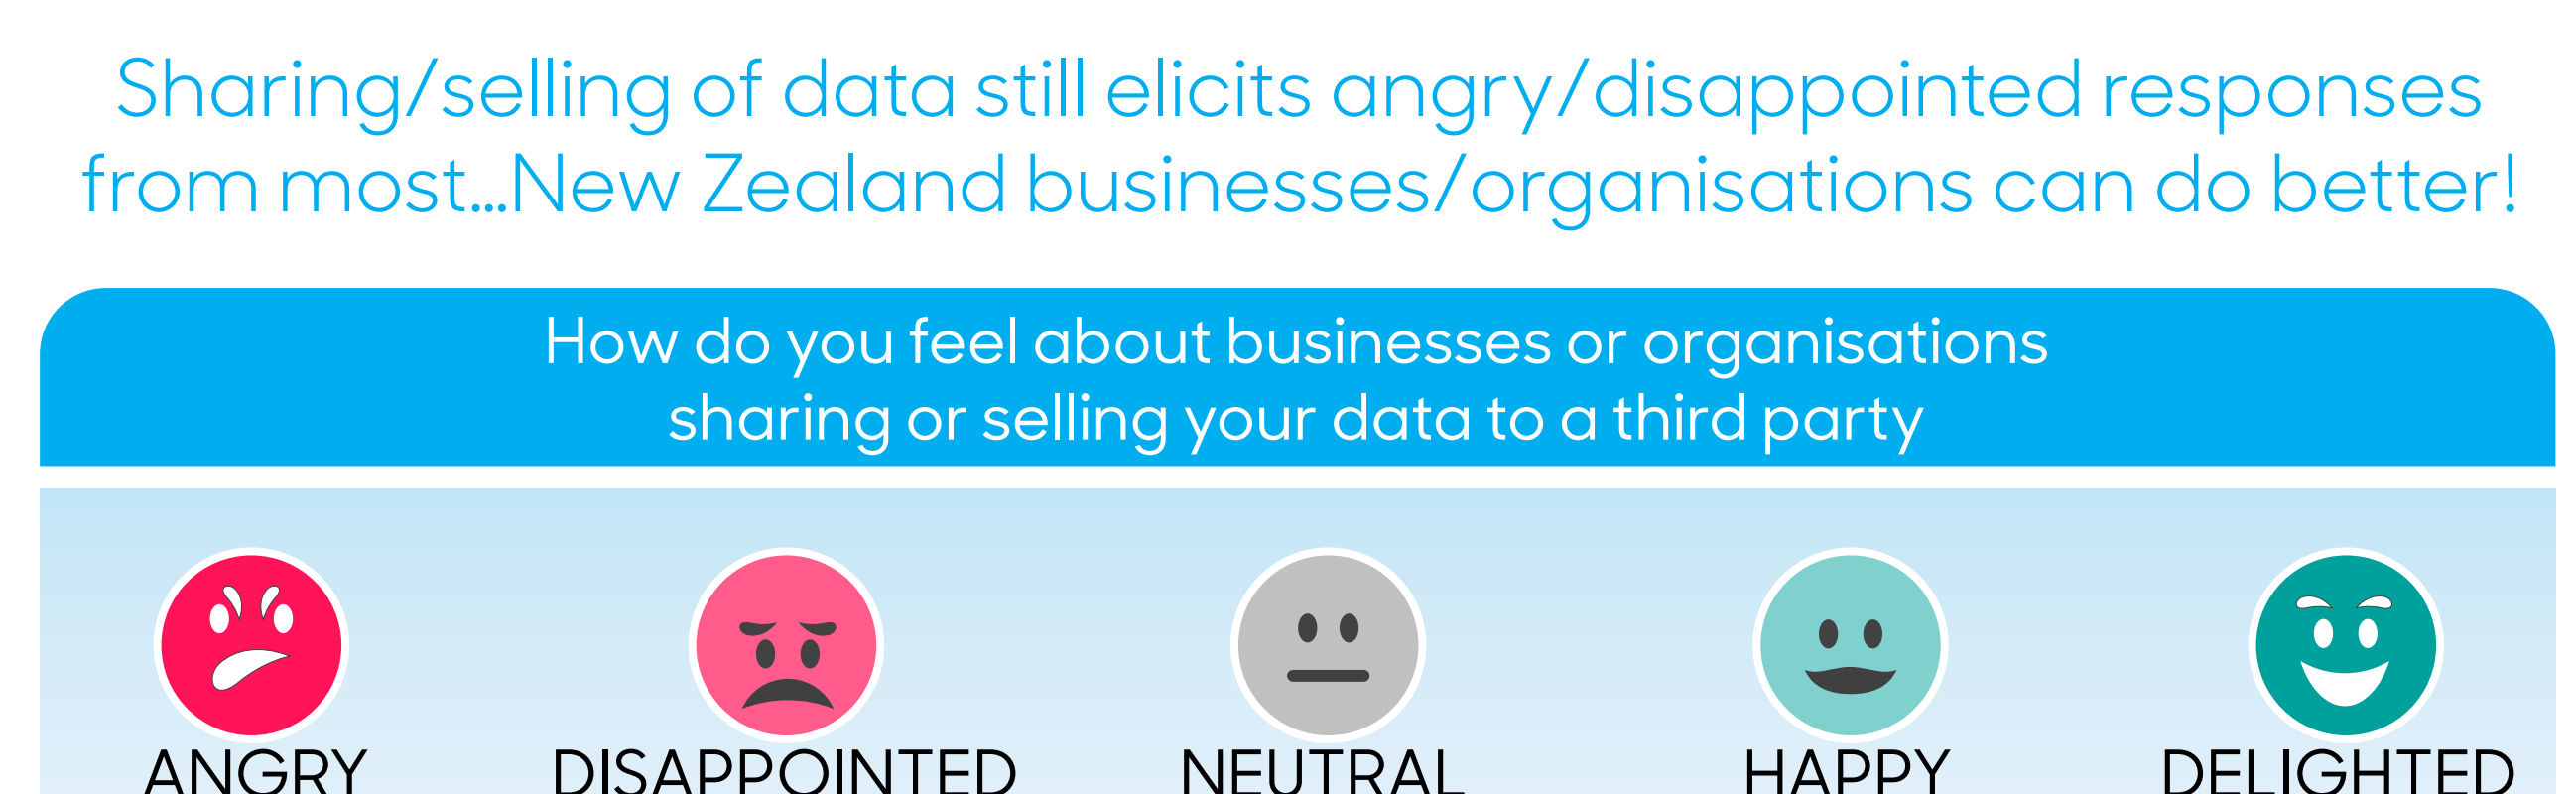 Sharing/selling of data still elicits angry/disappointed responses
from most...New Zealand businesses/organisations can do better!
How do you feel about businesses or organisations
sharing or selling your data to a third party
ANGRY DISAPPOINTED NEUTRAL HAPPY DELIGHTED